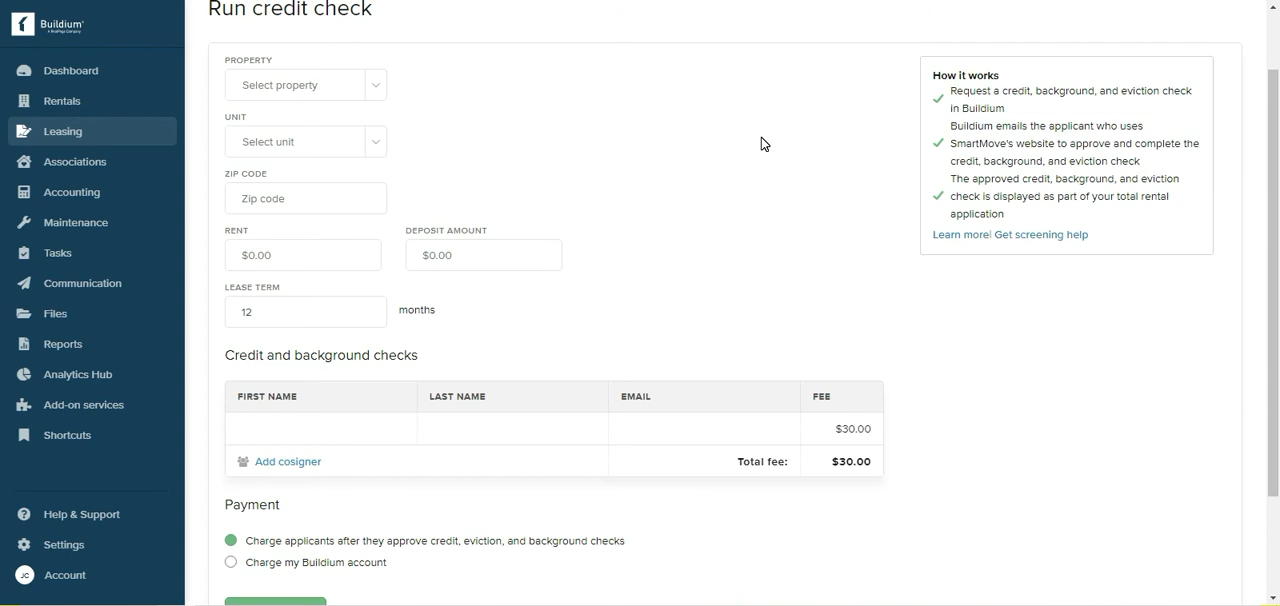 Buildium®
A RealPage Company
Dashboard
Rentals
Leasing
Associations
Accounting
Maintenance
Tasks
Communication
Files
Reports
Analytics Hub
Add-on services
Shortcuts
Help & Support
Settings
JC
Account
Run credit check
PROPERTY
Select property
UNIT
Select unit
ZIP CODE
Zip code
RENT
DEPOSIT AMOUNT
$0.00
$0.00
LEASE TERM
12
months
Credit and background checks
FIRST NAME
LAST NAME
EMAIL
FEE
$30.00
Add cosigner
Total fee:
$30.00
Payment
Charge applicants after they approve credit, eviction, and background checks
Charge my Buildium account
How it works
Request a credit, background, and eviction check
in Buildium
Buildium emails the applicant who uses
SmartMove's website to approve and complete the
credit, background, and eviction check
The approved credit, background, and eviction
check is displayed as part of your total rental
application
Learn more| Get screening help